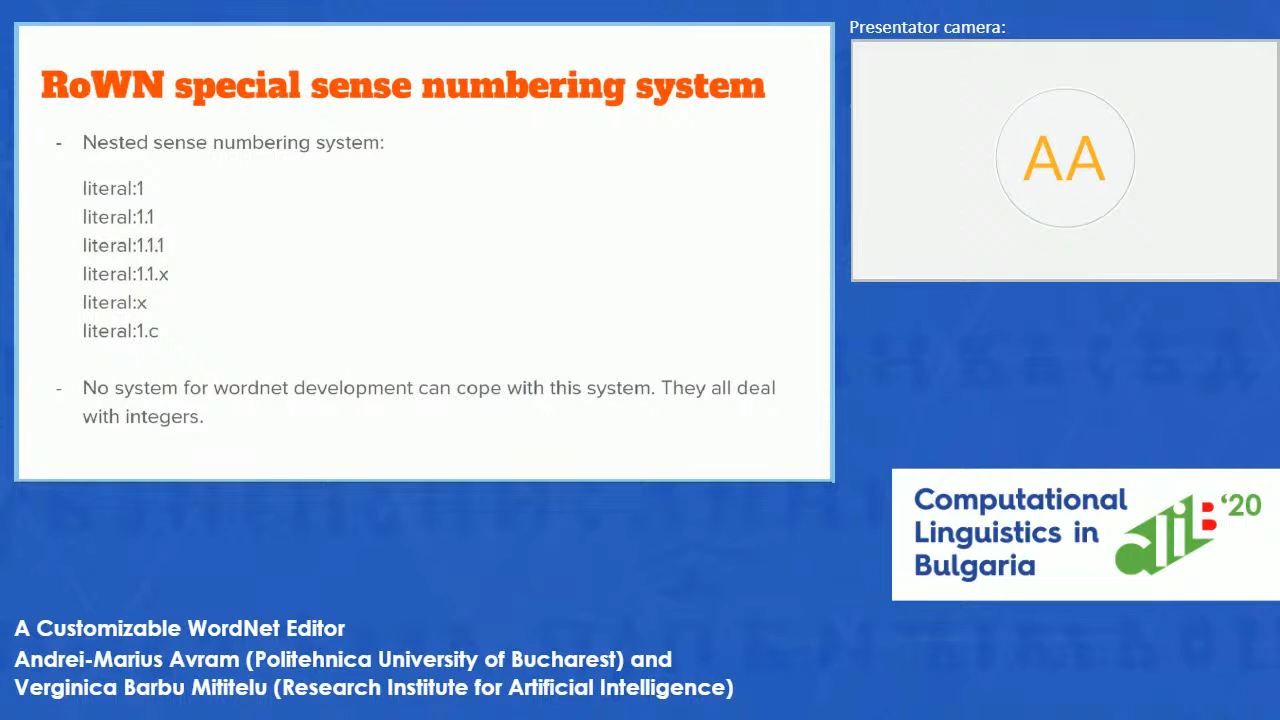 RoWN special sense numbering system
- Nested sense numbering system:
literal:1
literal:1.1
literal:1.1.1
literal:1.1.x
literal:x
literal:1.c
- No system for wordnet development can cope with this system. They all deal
with integers.
Presentator camera:
AA
Computational
Linguistics in
Bulgaria
clib '20
A Customizable WordNet Editor
Andrei-Marius Avram (Politehnica University of Bucharest) and
Verginica Barbu Mititelu (Research Institute for Artificial Intelligence)